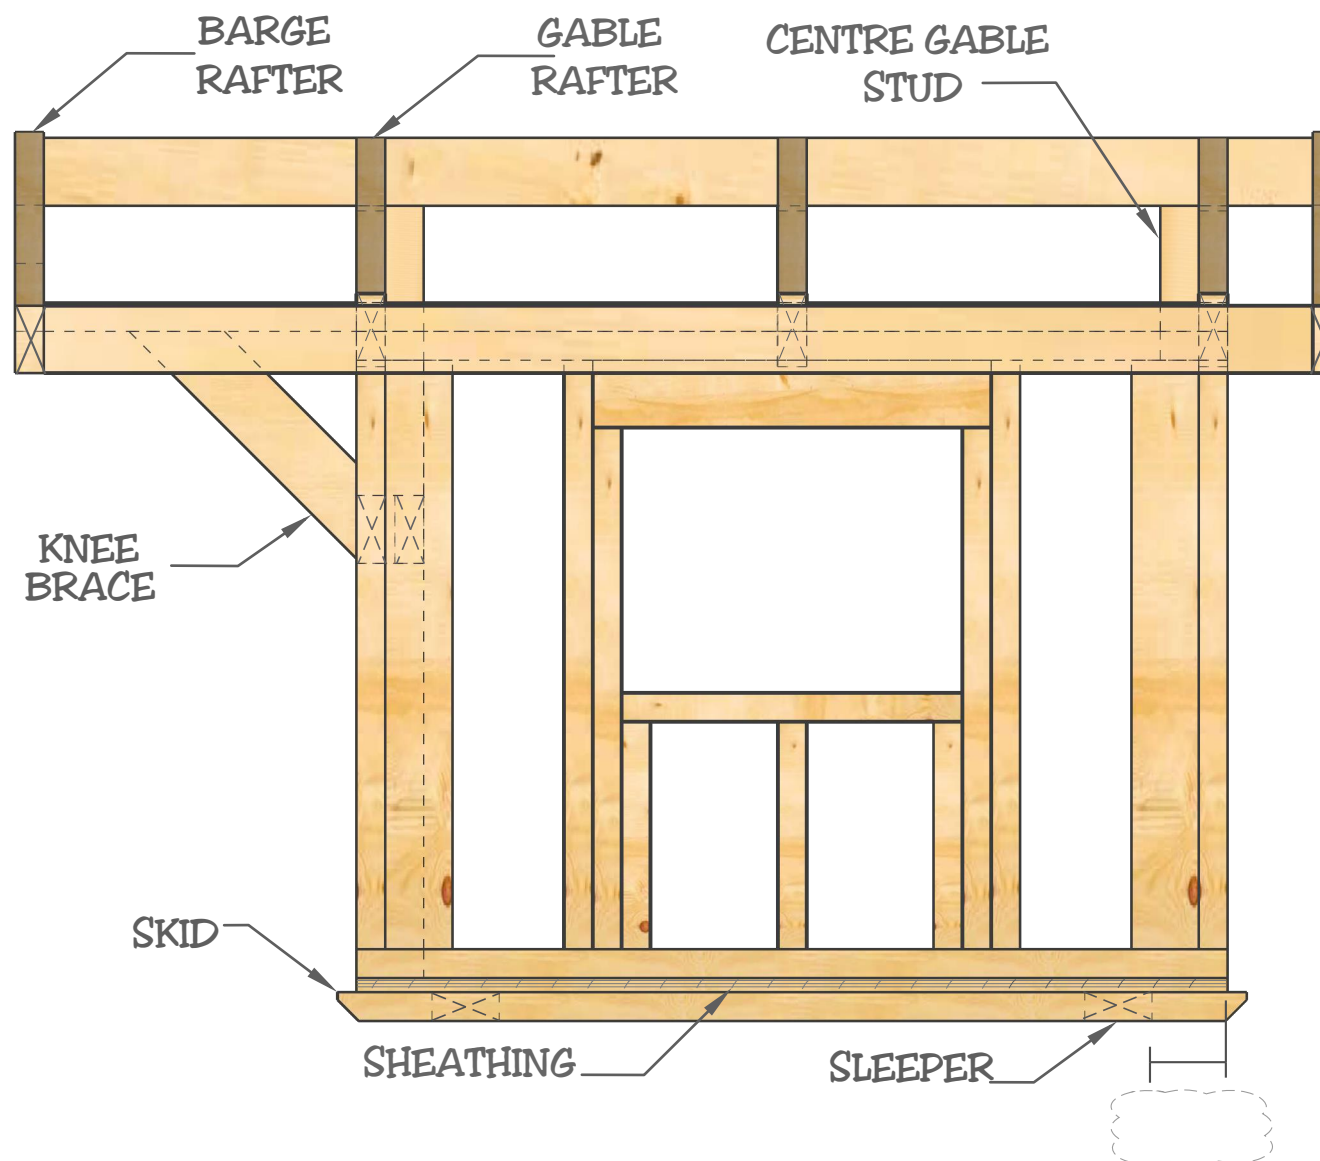 BARGE
RAFTER
GABLE
RAFTER
CENTRE GABLE
STUD
KNEE
BRACE
SKID
SHEATHING
SLEEPER